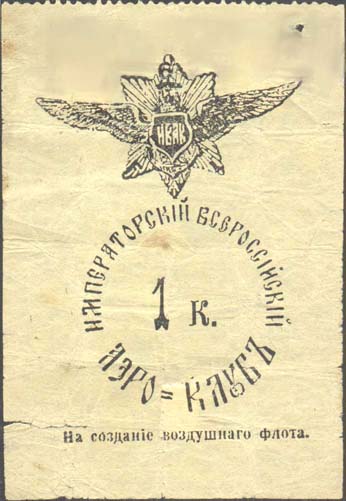 ИВАК
ИМПЕРАТОРСКІЙ ВСЕРОССІЙСКІЙ
1 к.
АЭРО=КЛУБЪ
На созданіе воздушнаго флота.